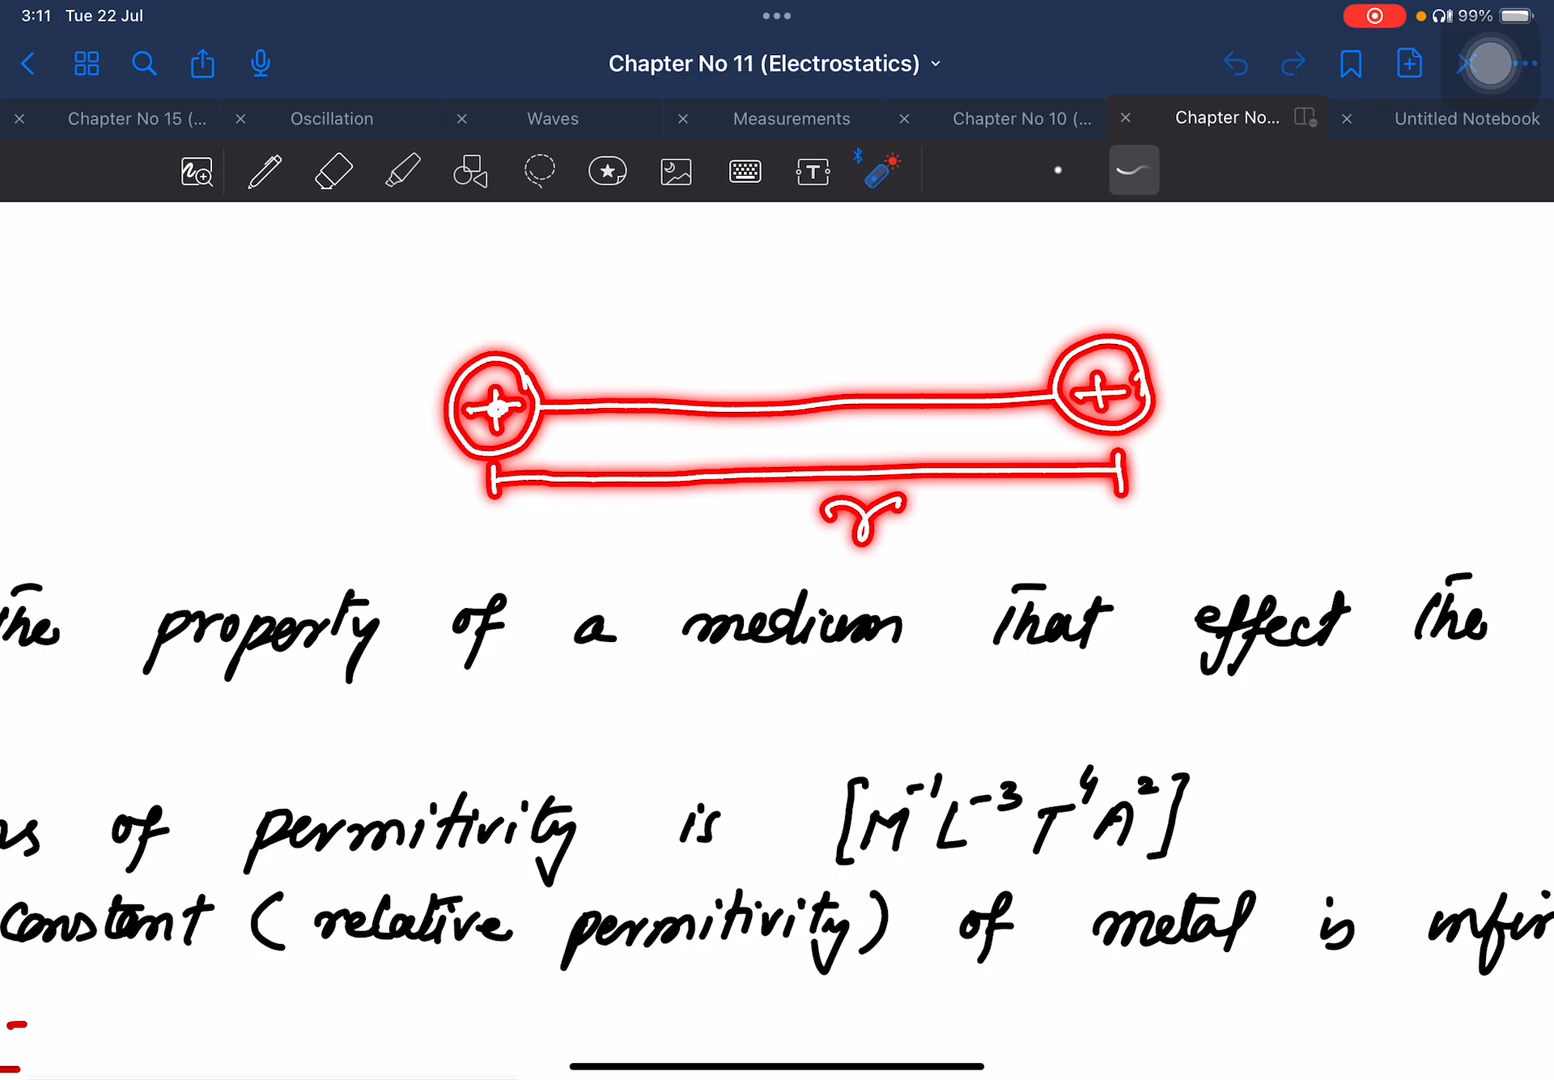 3:11 Tue 22 Jul
99%
Chapter No 11 (Electrostatics)
Chapter No 15 (... Oscillation Waves Measurements Chapter No 10 (... Chapter No... Untitled Notebook
T
+ +
r
The property of a medium that effect the
of permitivity is [M⁻¹L⁻³T⁴A²]
constant (relative permitivity) of metal is infin